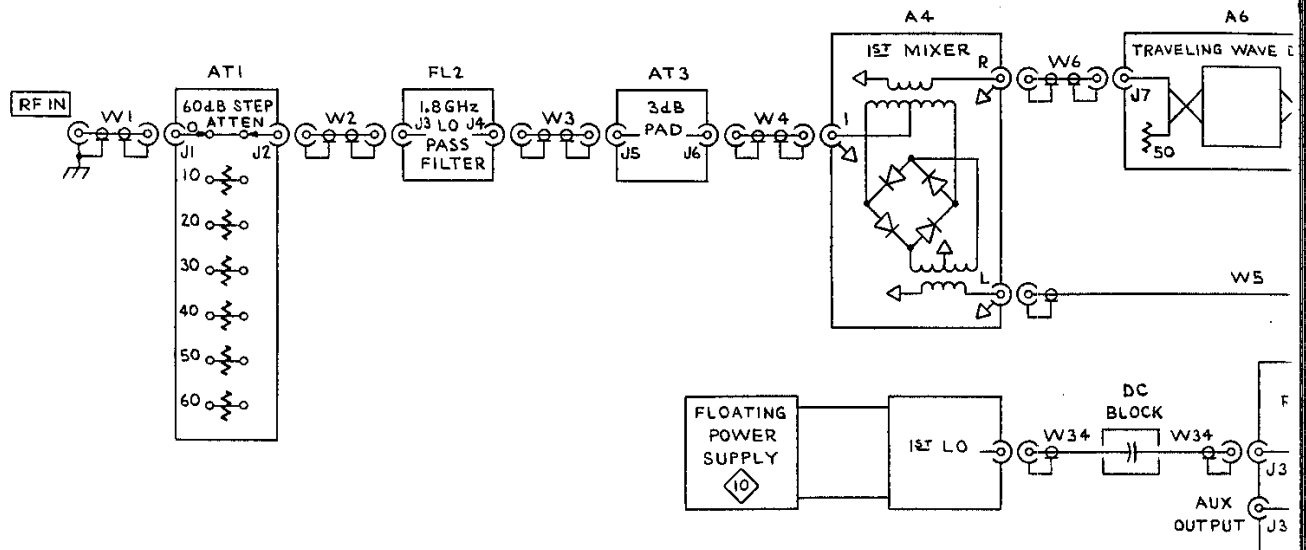 A4
A6
1ST MIXER
TRAVELING WAVE
R
W6
J7
50
AT1
FL2
AT3
RF IN
W1
60dB STEP
ATTEN
0
J1
J2
W2
1.8GHz
LO
PASS
FILTER
J3
J4
W3
3dB
PAD
J5
J6
W4
I
10
20
30
40
50
60
L
W5
FLOATING
POWER
SUPPLY
10
1ST LO
W34
DC
BLOCK
W34
J3
AUX
OUTPUT
J3